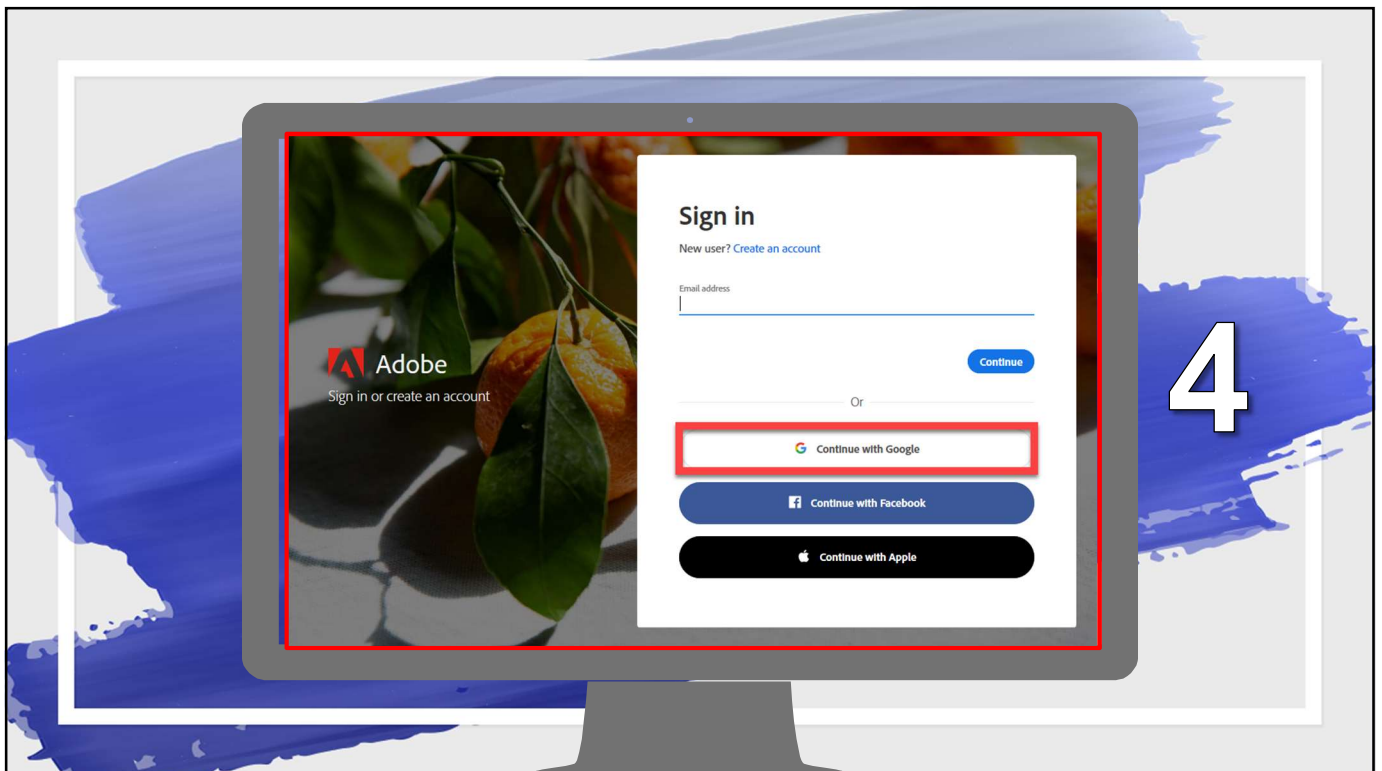 Adobe
Sign in or create an account
Sign in
New user? Create an account
Email address
Continue
Or
Continue with Google
Continue with Facebook
Continue with Apple
4